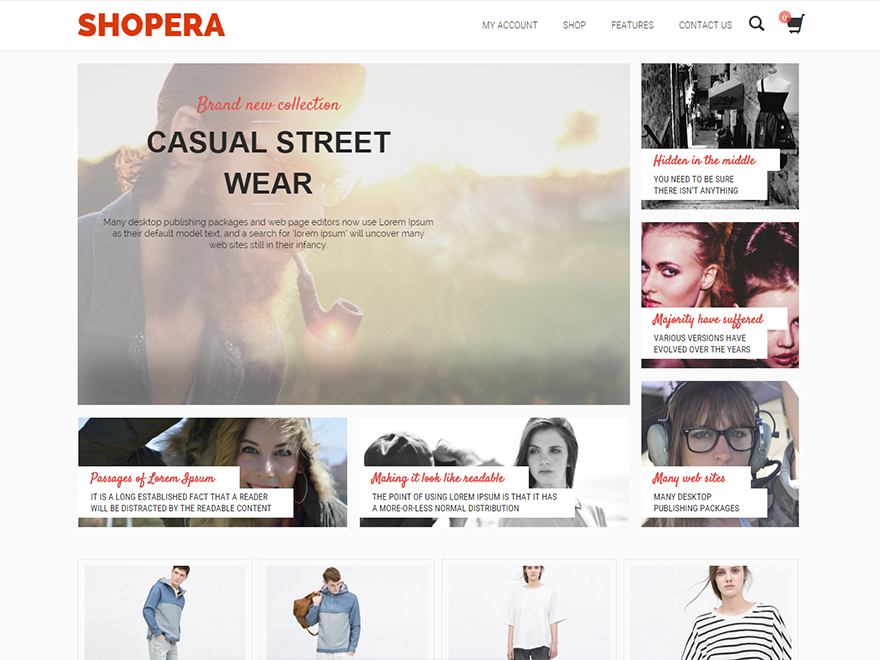 SHOPERA
MY ACCOUNT
SHOP
FEATURES
CONTACT US
0
Brand new collection
CASUAL STREET
WEAR
Many desktop publishing packages and web page editors now use Lorem Ipsum
as their default model text, and a search for 'lorem ipsum' will uncover many
web sites still in their infancy.
Hidden in the middle
YOU NEED TO BE SURE
THERE ISN'T ANYTHING
Majority have suffered
VARIOUS VERSIONS HAVE
EVOLVED OVER THE YEARS
Passages of Lorem Ipsum
IT IS A LONG ESTABLISHED FACT THAT A READER
WILL BE DISTRACTED BY THE READABLE CONTENT
Making it look like readable
THE POINT OF USING LOREM IPSUM IS THAT IT HAS
A MORE-OR-LESS NORMAL DISTRIBUTION
Many web sites
MANY DESKTOP
PUBLISHING PACKAGES